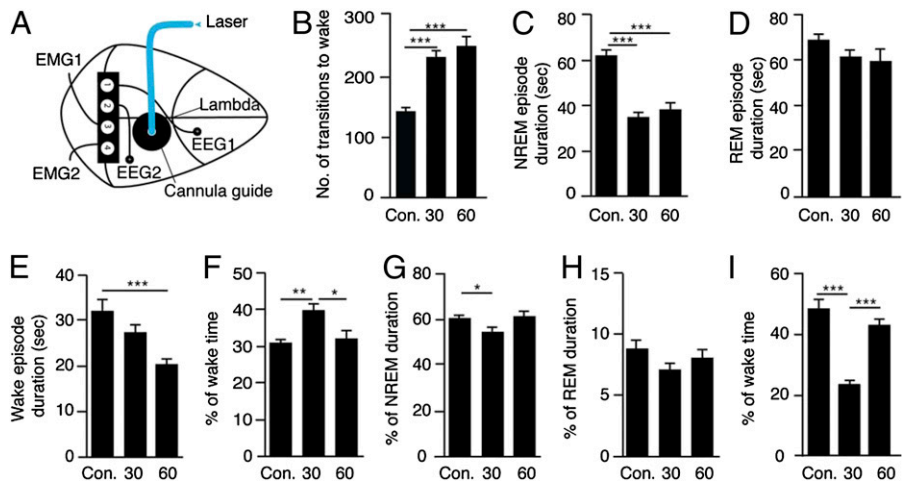 A
Laser
EMG1
1
2
3
4
Lambda
EEG1
EMG2
EEG2
Cannula guide
B
No. of transitions to wake
300
200
100
0
***
***
Con. 30 60
C
NREM episode
duration (sec)
80
60
40
20
0
***
***
Con. 30 60
D
REM episode
duration (sec)
80
60
40
20
0
Con. 30 60
E
Wake episode
duration (sec)
40
30
20
10
0
***
Con. 30 60
F
% of wake time
50
40
30
20
10
0
**
*
Con. 30 60
G
% of NREM duration
80
60
40
20
0
*
Con. 30 60
H
% of REM duration
15
10
5
0
Con. 30 60
I
% of wake time
60
40
20
0
***
***
Con. 30 60